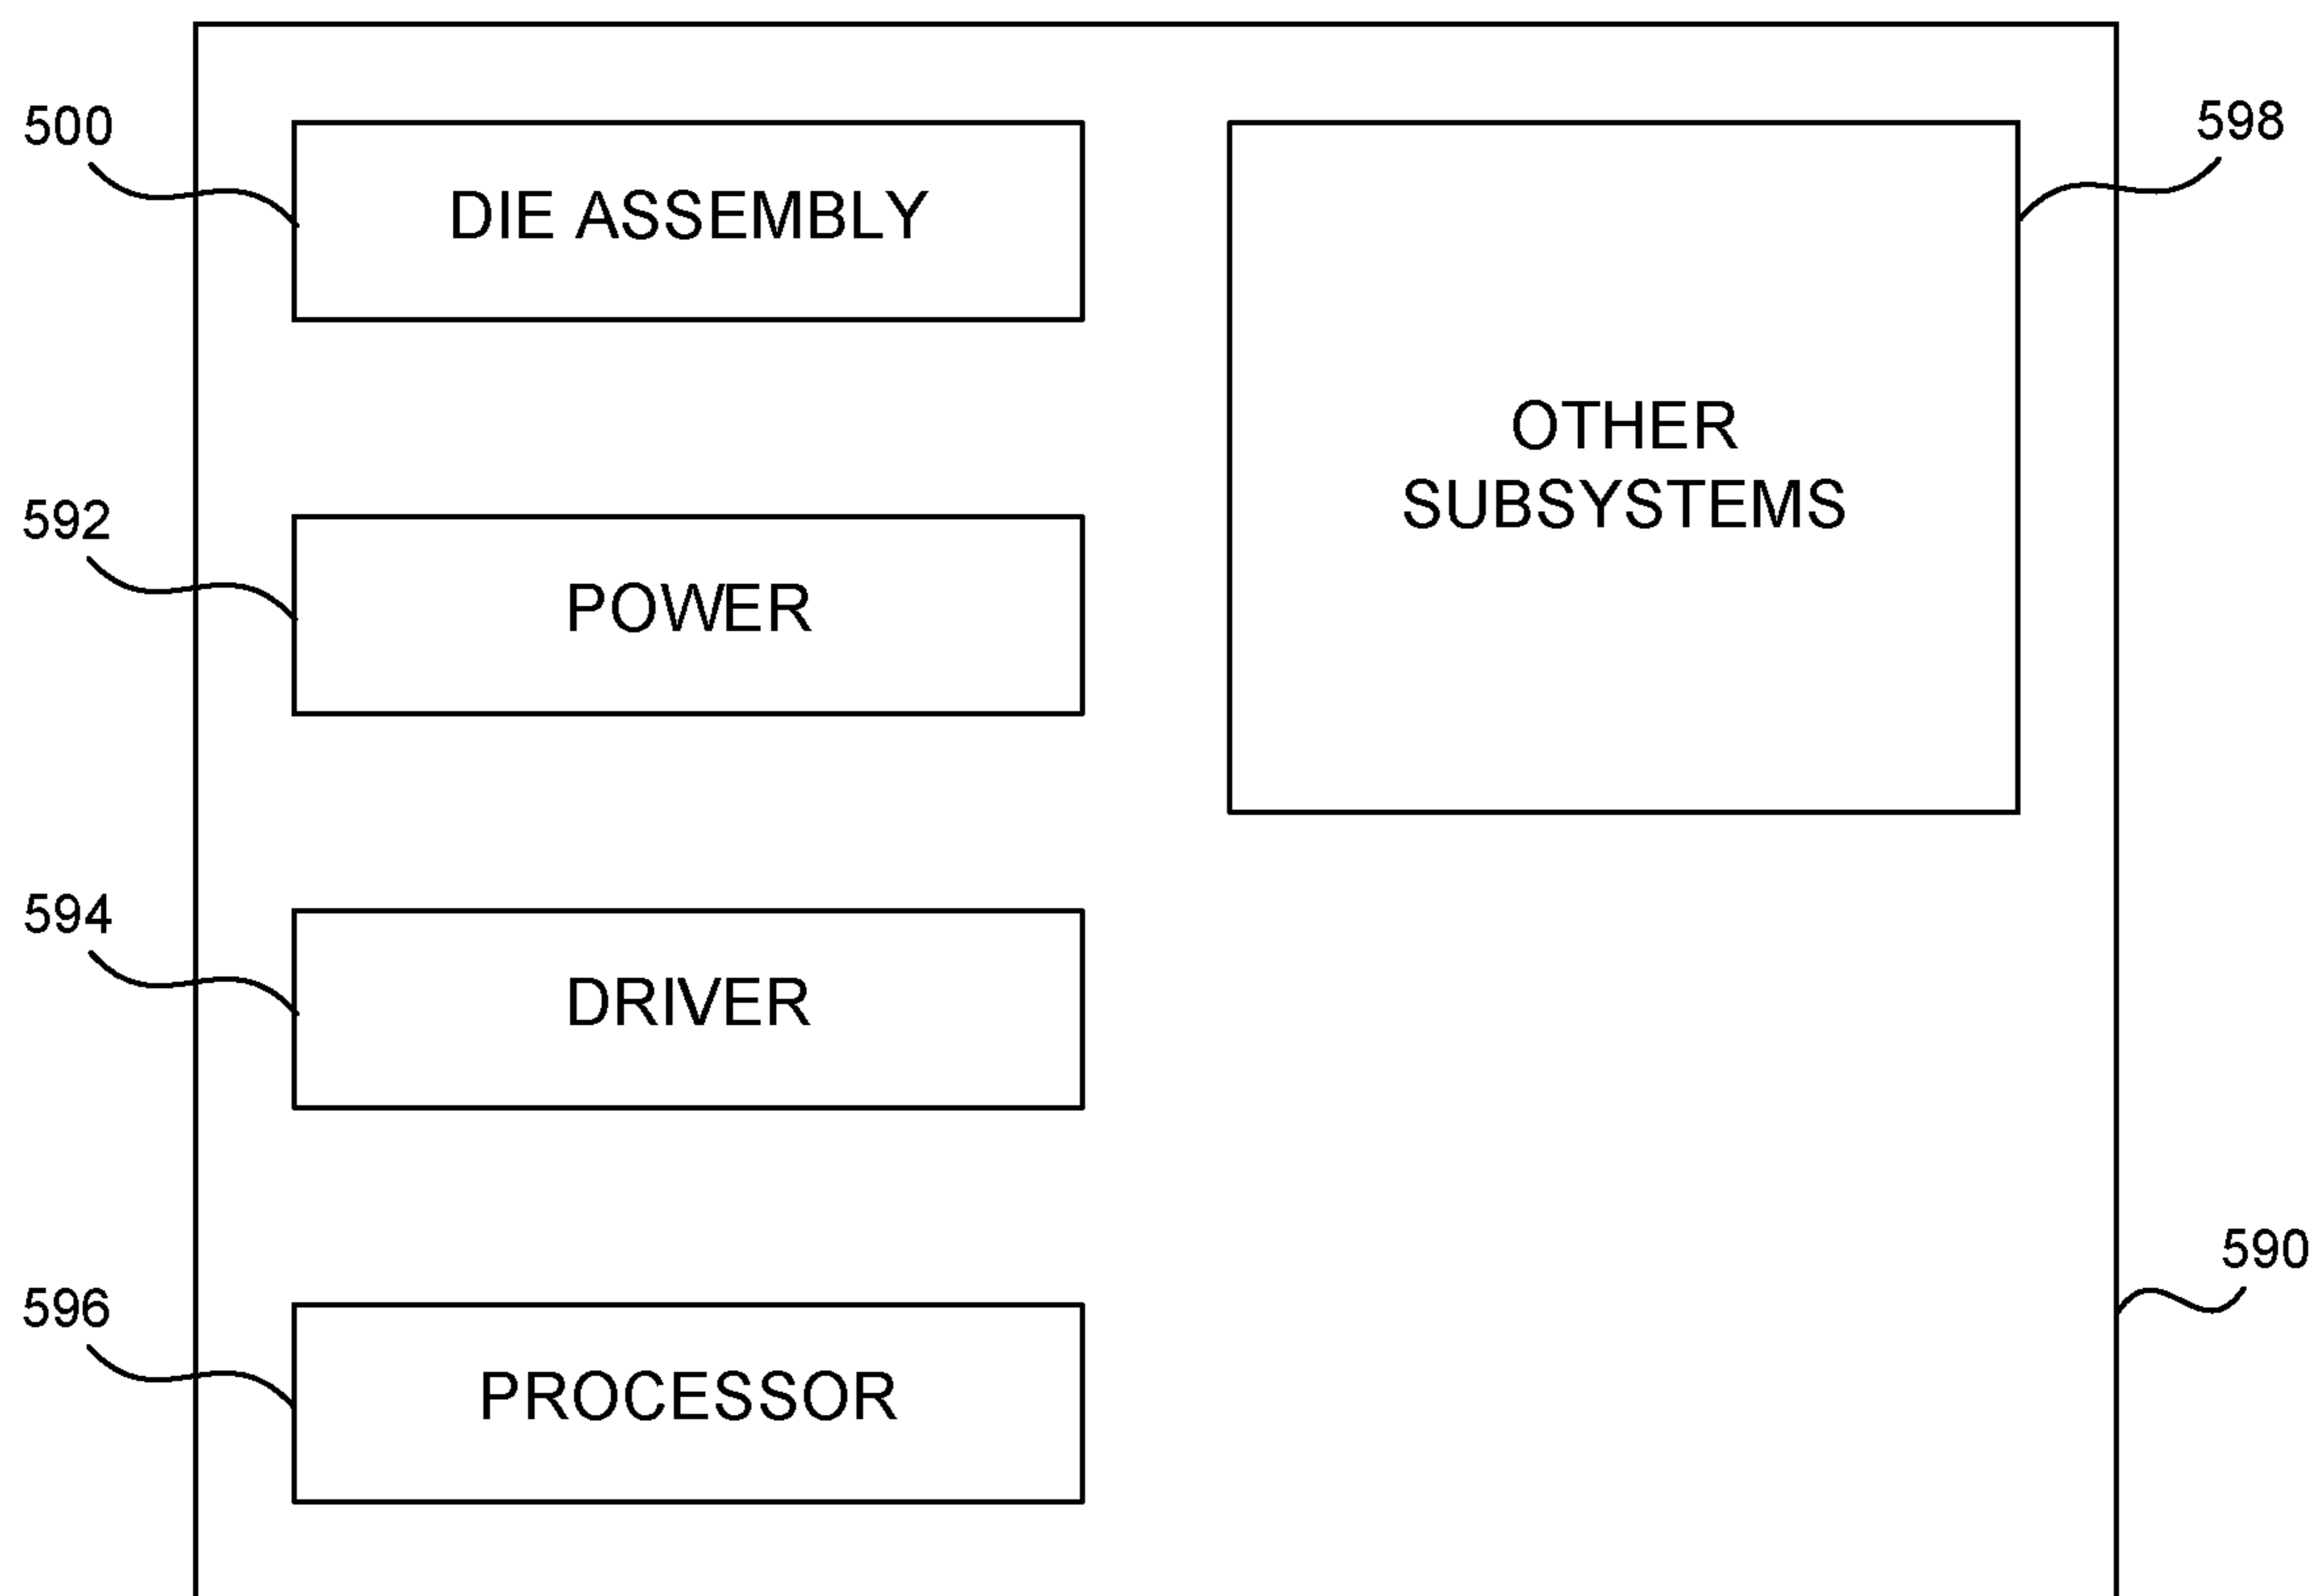 500
DIE ASSEMBLY
598
OTHER
SUBSYSTEMS
592
POWER
594
DRIVER
590
596
PROCESSOR